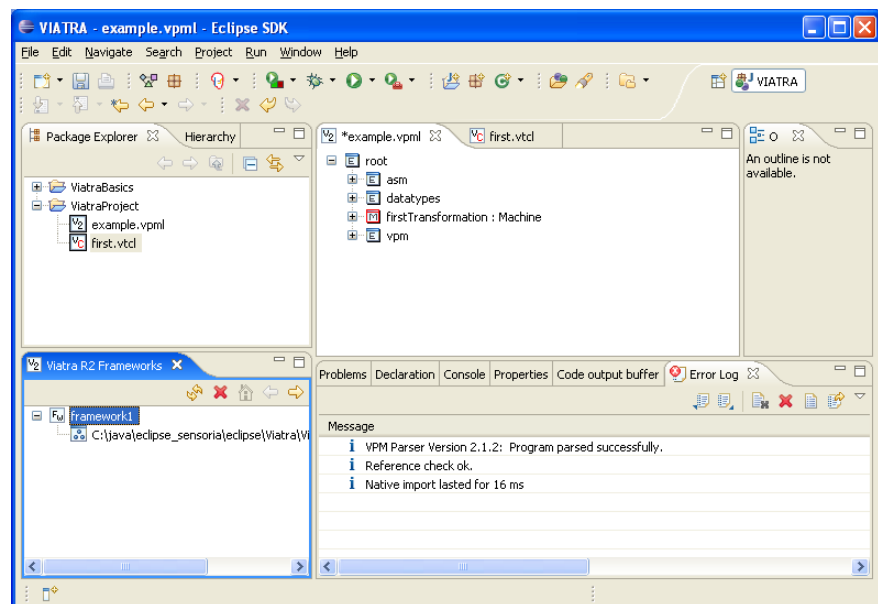 VIATRA - example.vpml - Eclipse SDK
File Edit Navigate Search Project Run Window Help
VIATRA
Package Explorer Hierarchy
ViatraBasics
ViatraProject
example.vpml
first.vtcl
*example.vpml first.vtcl
root
asm
datatypes
firstTransformation : Machine
vpm
O
An outline is not
available.
Viatra R2 Frameworks
framework1
C:\java\eclipse_sensoria\eclipse\Viatra\Vi
Problems Declaration Console Properties Code output buffer Error Log
Message
VPM Parser Version 2.1.2: Program parsed successfully.
Reference check ok.
Native import lasted for 16 ms